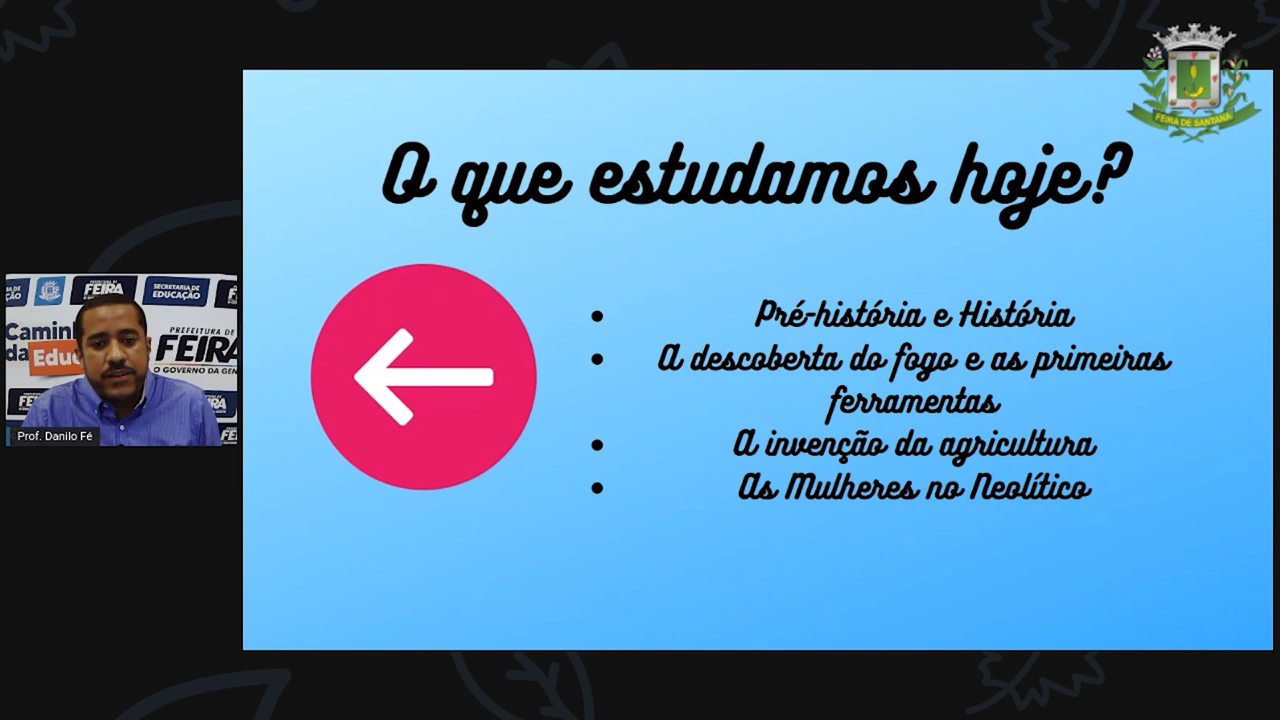 FEIRA DE SANTANA
O que estudamos hoje?
Pré-história e História
A descoberta do fogo e as primeiras
ferramentas
A invenção da agricultura
As Mulheres no Neolítico
FEIRA
SECRETARIA DE
EDUCAÇÃO
PREFEITURA DE
FEIRA
O GOVERNO DA
da
Prof. Danilo Fé